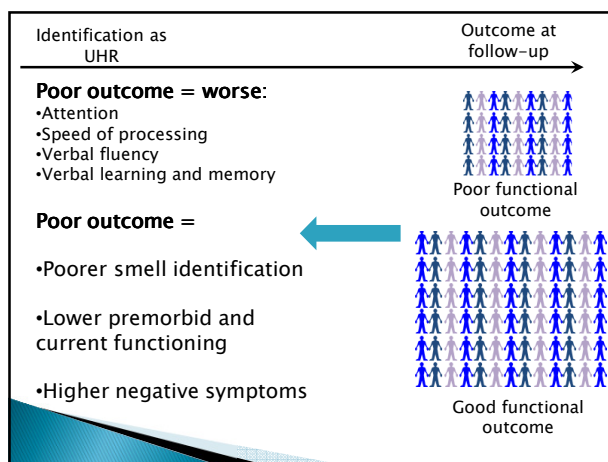 Identification as
UHR
Outcome at
follow-up
Poor outcome = worse:
•Attention
•Speed of processing
•Verbal fluency
•Verbal learning and memory
Poor functional
outcome
Poor outcome =
•Poorer smell identification
•Lower premorbid and
current functioning
•Higher negative symptoms
Good functional
outcome